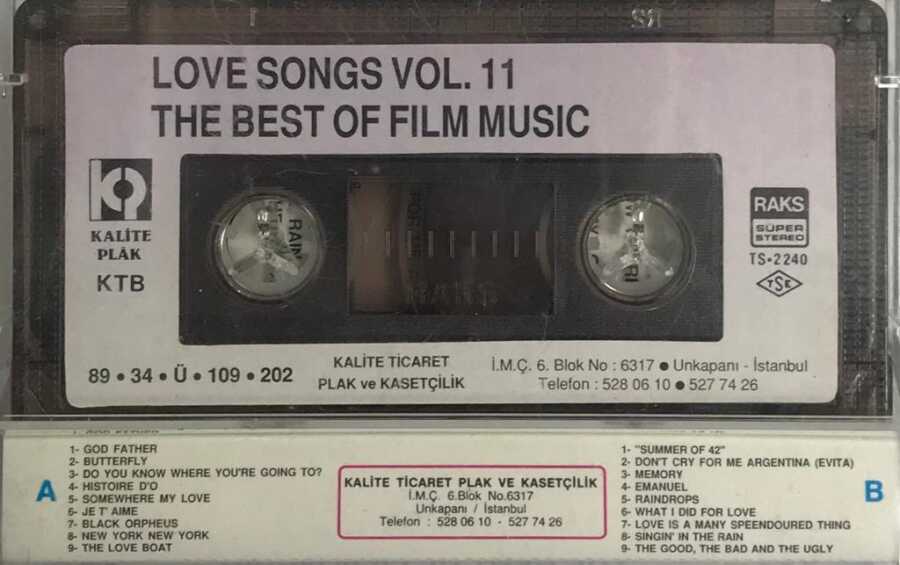 LOVE SONGS VOL. 11
THE BEST OF FILM MUSIC
KALİTE
PLÂK
KTB
RAKS
SÜPER
STEREO
TS-2240
TSE
RAKS
89 • 34 • Ü • 109 • 202
KALİTE TİCARET
PLAK ve KASETÇİLİK
İ.M.Ç. 6. Blok No : 6317 ● Unkapanı - İstanbul
Telefon : 528 06 10 ● 527 74 26
A
1- GOD FATHER
2- BUTTERFLY
3- DO YOU KNOW WHERE YOU'RE GOING TO?
4- HISTOIRE D'O
5- SOMEWHERE MY LOVE
6- JE T' AIME
7- BLACK ORPHEUS
8- NEW YORK NEW YORK
9- THE LOVE BOAT
KALİTE TİCARET PLAK VE KASETÇİLİK
İ.M.Ç. 6.Blok No.6317
Unkapanı / İstanbul
Telefon : 528 06 10 - 527 74 26
1- "SUMMER OF 42"
2- DON'T CRY FOR ME ARGENTINA (EVITA)
3- MEMORY
4- EMANUEL
5- RAINDROPS
6- WHAT I DID FOR LOVE
7- LOVE IS A MANY SPEENDOURED THING
8- SINGIN' IN THE RAIN
9- THE GOOD, THE BAD AND THE UGLY
B